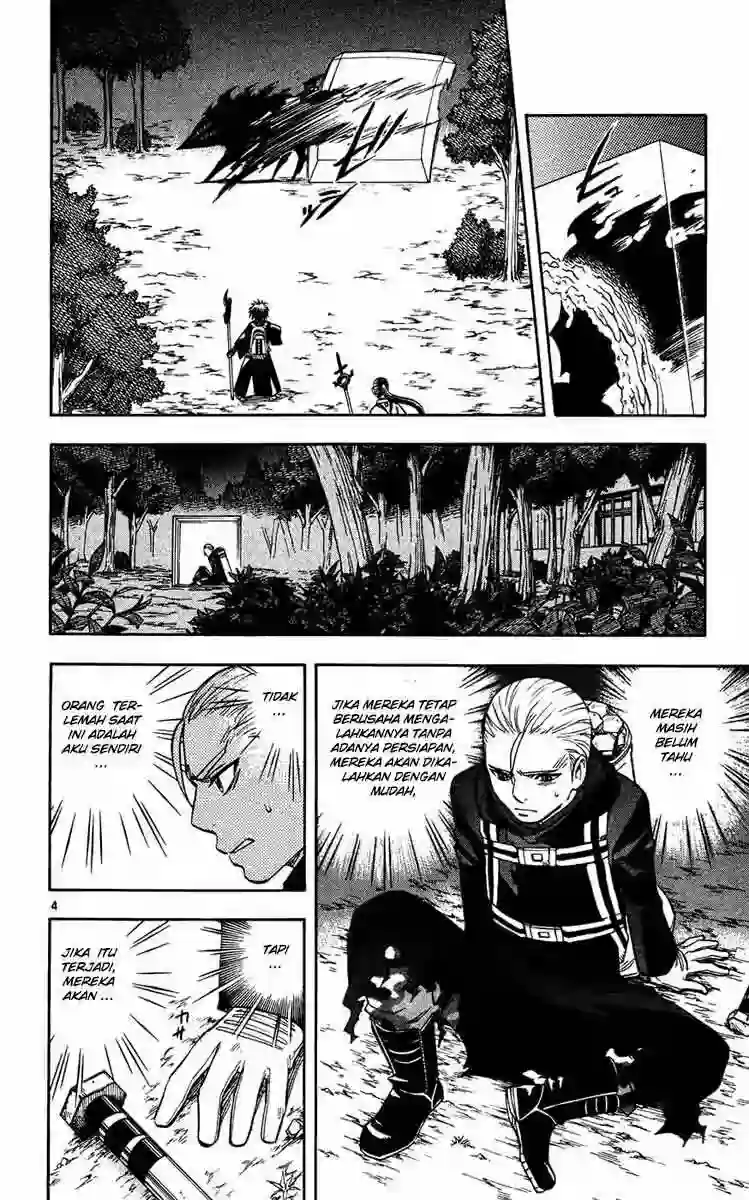 MEREKA
MASIH
BELUM
TAHU
...
JIKA MEREKA TETAP
BERUSAHA MENGA-
LAHKANNYA TANPA
ADANYA PERSIAPAN,
MEREKA AKAN DIKA-
LAHKAN DENGAN
MUDAH,
TIDAK
...
ORANG TER-
LEMAH SAAT
INI ADALAH
AKU SENDIRI
...
4
TAPI
...
JIKA ITU
TERJADI,
MEREKA
AKAN ...